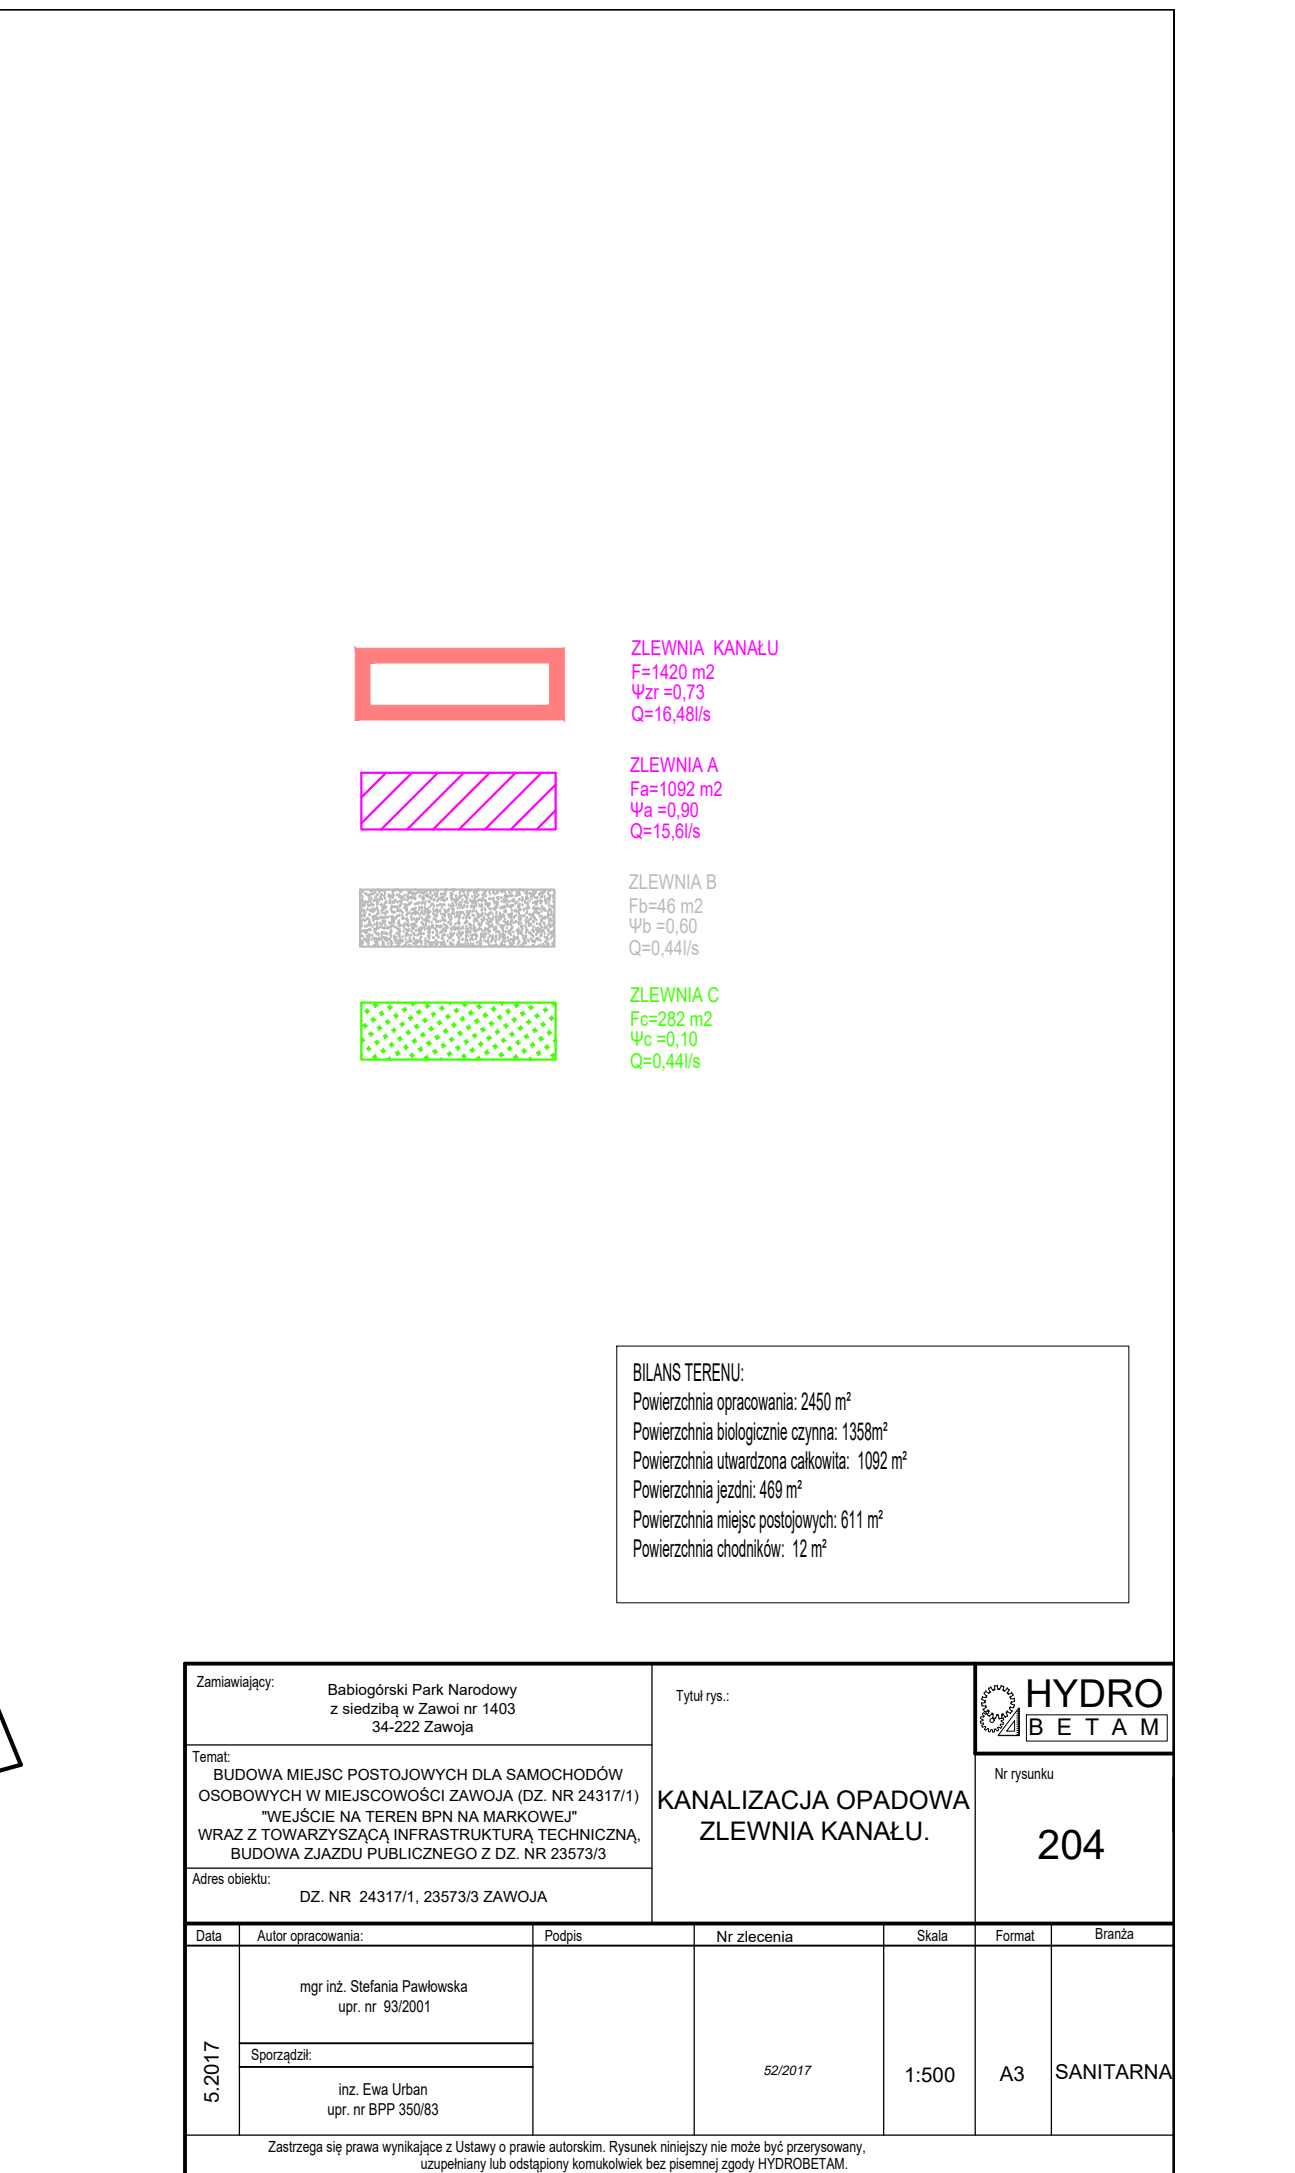 ZLEWNIA KANAŁU
F=1420 m2
Ψzr =0,73
Q=16,48l/s
ZLEWNIA A
Fa=1092 m2
Ψa =0,90
Q=15,6l/s
ZLEWNIA B
Fb=46 m2
Ψb =0,60
Q=0,44l/s
ZLEWNIA C
Fc=282 m2
Ψc =0,10
Q=0,44l/s
BILANS TERENU:
Powierzchnia opracowania: 2450 m²
Powierzchnia biologicznie czynna: 1358m²
Powierzchnia utwardzona całkowita: 1092 m²
Powierzchnia jezdni: 469 m²
Powierzchnia miejsc postojowych: 611 m²
Powierzchnia chodników: 12 m²
Zamiawiający:
Babiogórski Park Narodowy
z siedzibą w Zawoi nr 1403
34-222 Zawoja
Temat:
BUDOWA MIEJSC POSTOJOWYCH DLA SAMOCHODÓW
OSOBOWYCH W MIEJSCOWOŚCI ZAWOJA (DZ. NR 24317/1)
"WEJŚCIE NA TEREN BPN NA MARKOWEJ"
WRAZ Z TOWARZYSZĄCĄ INFRASTRUKTURĄ TECHNICZNĄ,
BUDOWA ZJAZDU PUBLICZNEGO Z DZ. NR 23573/3
Adres obiektu:
DZ. NR 24317/1, 23573/3 ZAWOJA
Tytuł rys.:
KANALIZACJA OPADOWA
ZLEWNIA KANAŁU.
HYDRO
BETAM
Nr rysunku
204
Data
Autor opracowania:
Podpis
Nr zlecenia
Skala
Format
Branża
5.2017
mgr inż. Stefania Pawłowska
upr. nr 93/2001
Sporządził:
inz. Ewa Urban
upr. nr BPP 350/83
52/2017
1:500
A3
SANITARNA
Zastrzega się prawa wynikające z Ustawy o prawie autorskim. Rysunek niniejszy nie może być przerysowany,
uzupełniany lub odstąpiony komukolwiek bez pisemnej zgody HYDROBETAM.